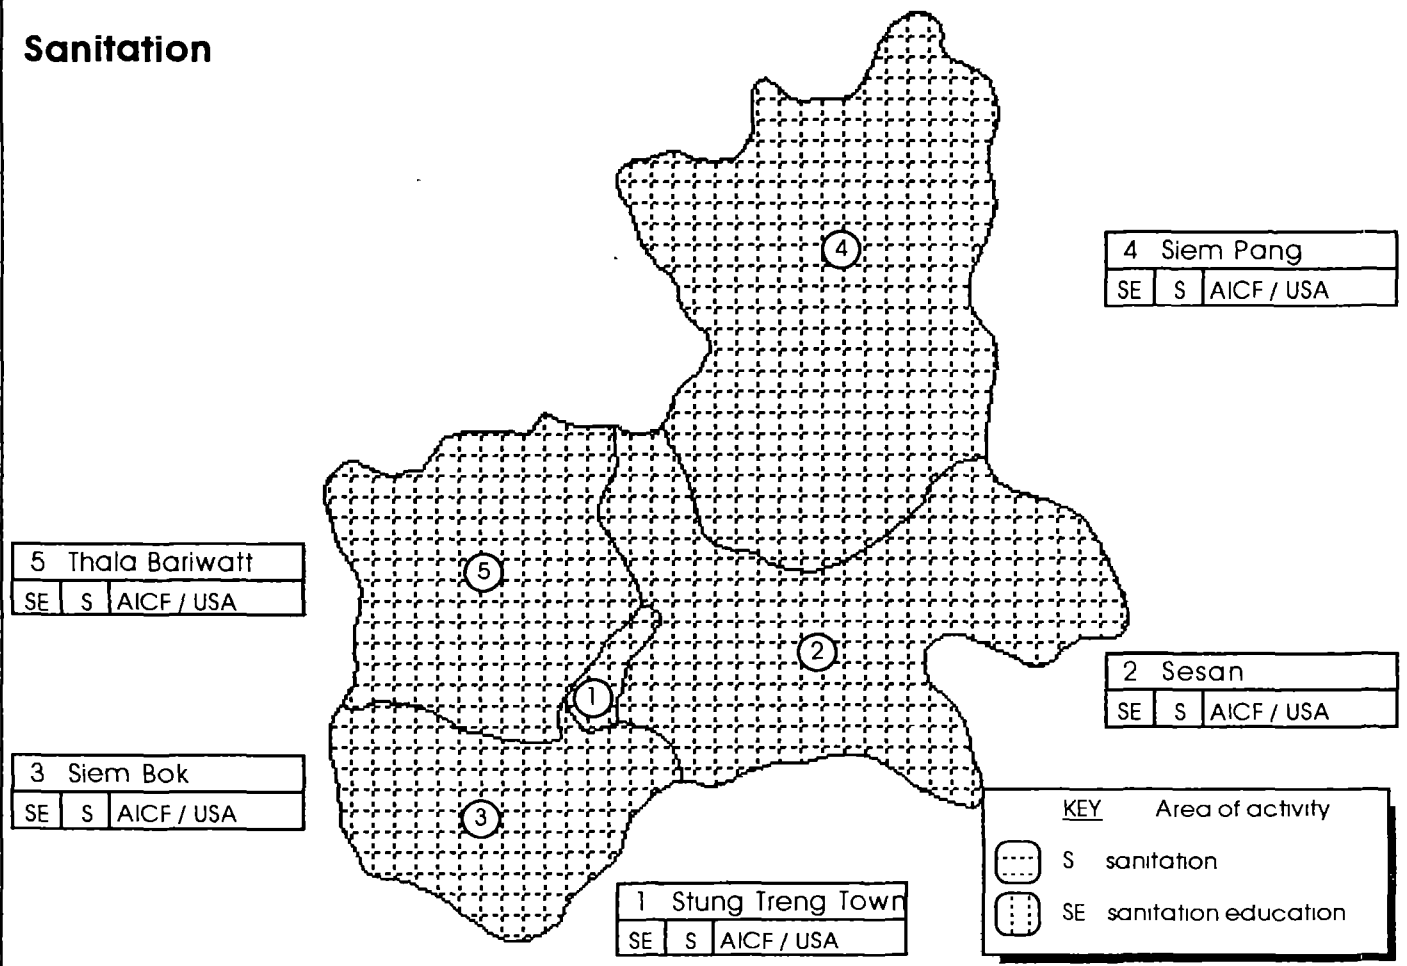 Sanitation
4
4 Siem Pang
SE S AICF / USA
5 Thala Bariwatt
SE S AICF / USA
5
2
2 Sesan
SE S AICF / USA
1
3 Siem Bok
SE S AICF / USA
3
1 Stung Treng Town
SE S AICF / USA
KEY Area of activity
S sanitation
SE sanitation education